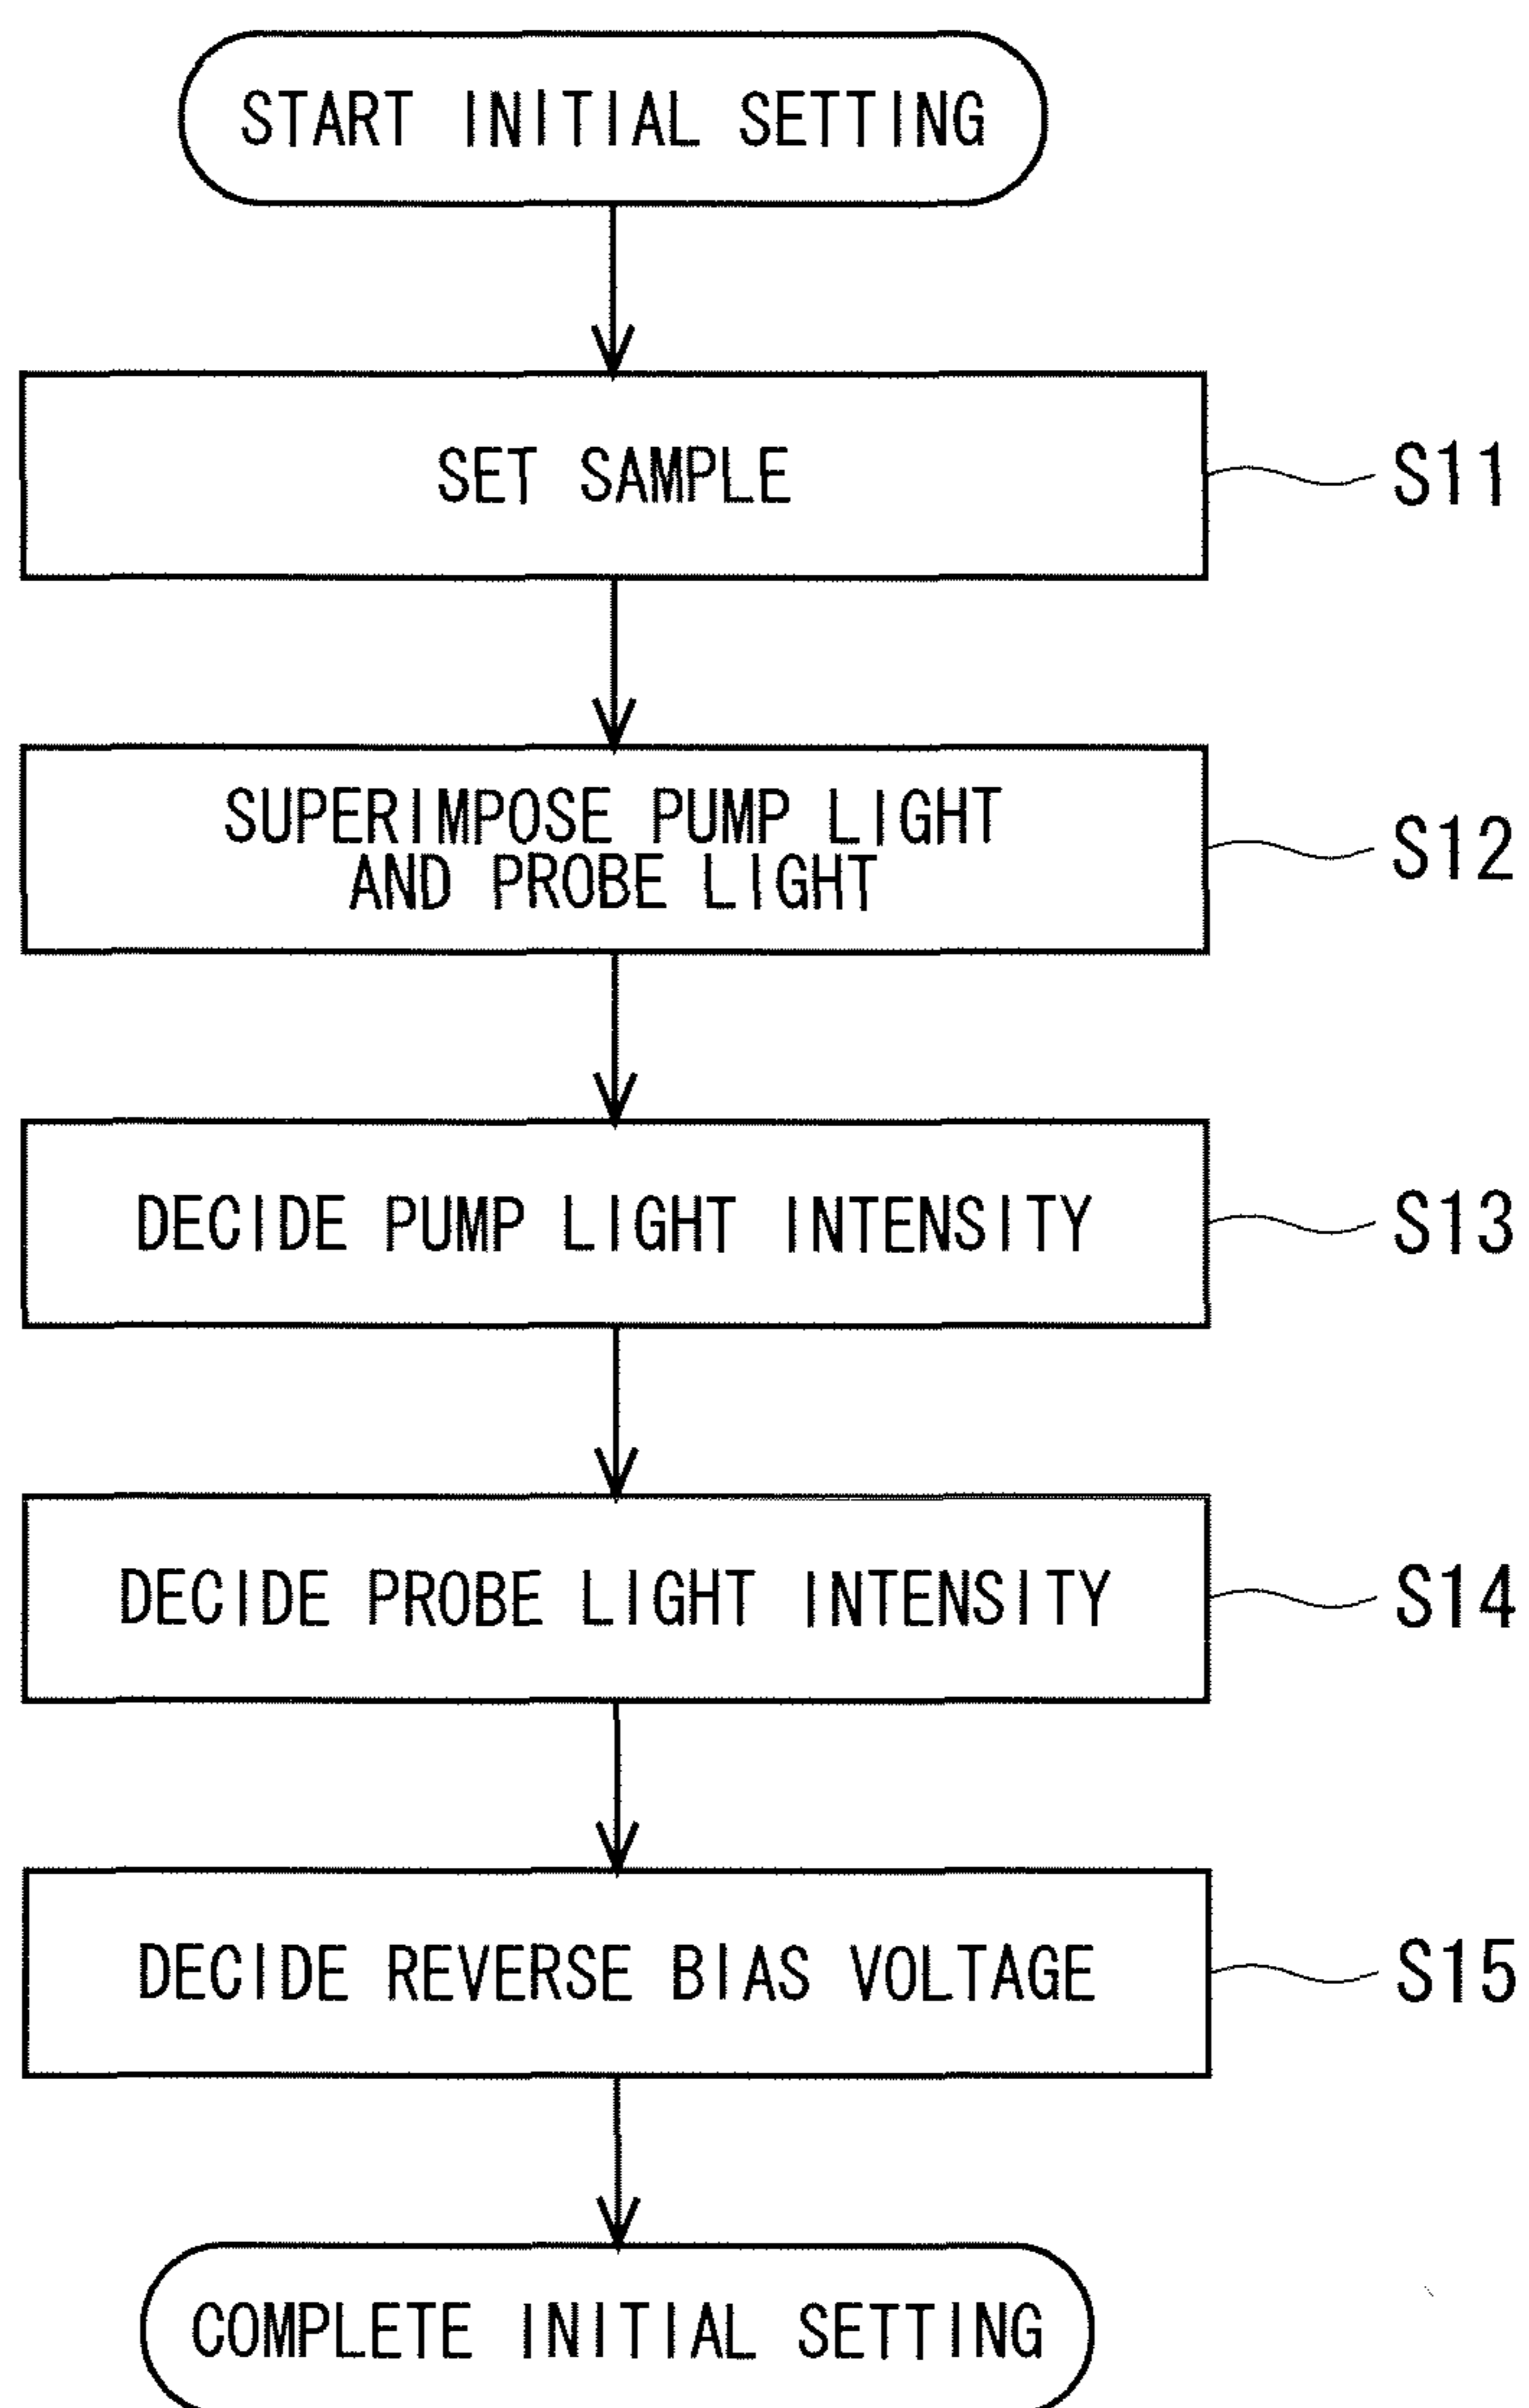 START INITIAL SETTING
SET SAMPLE
S11
SUPERIMPOSE PUMP LIGHT
AND PROBE LIGHT
S12
DECIDE PUMP LIGHT INTENSITY
S13
DECIDE PROBE LIGHT INTENSITY
S14
DECIDE REVERSE BIAS VOLTAGE
S15
COMPLETE INITIAL SETTING